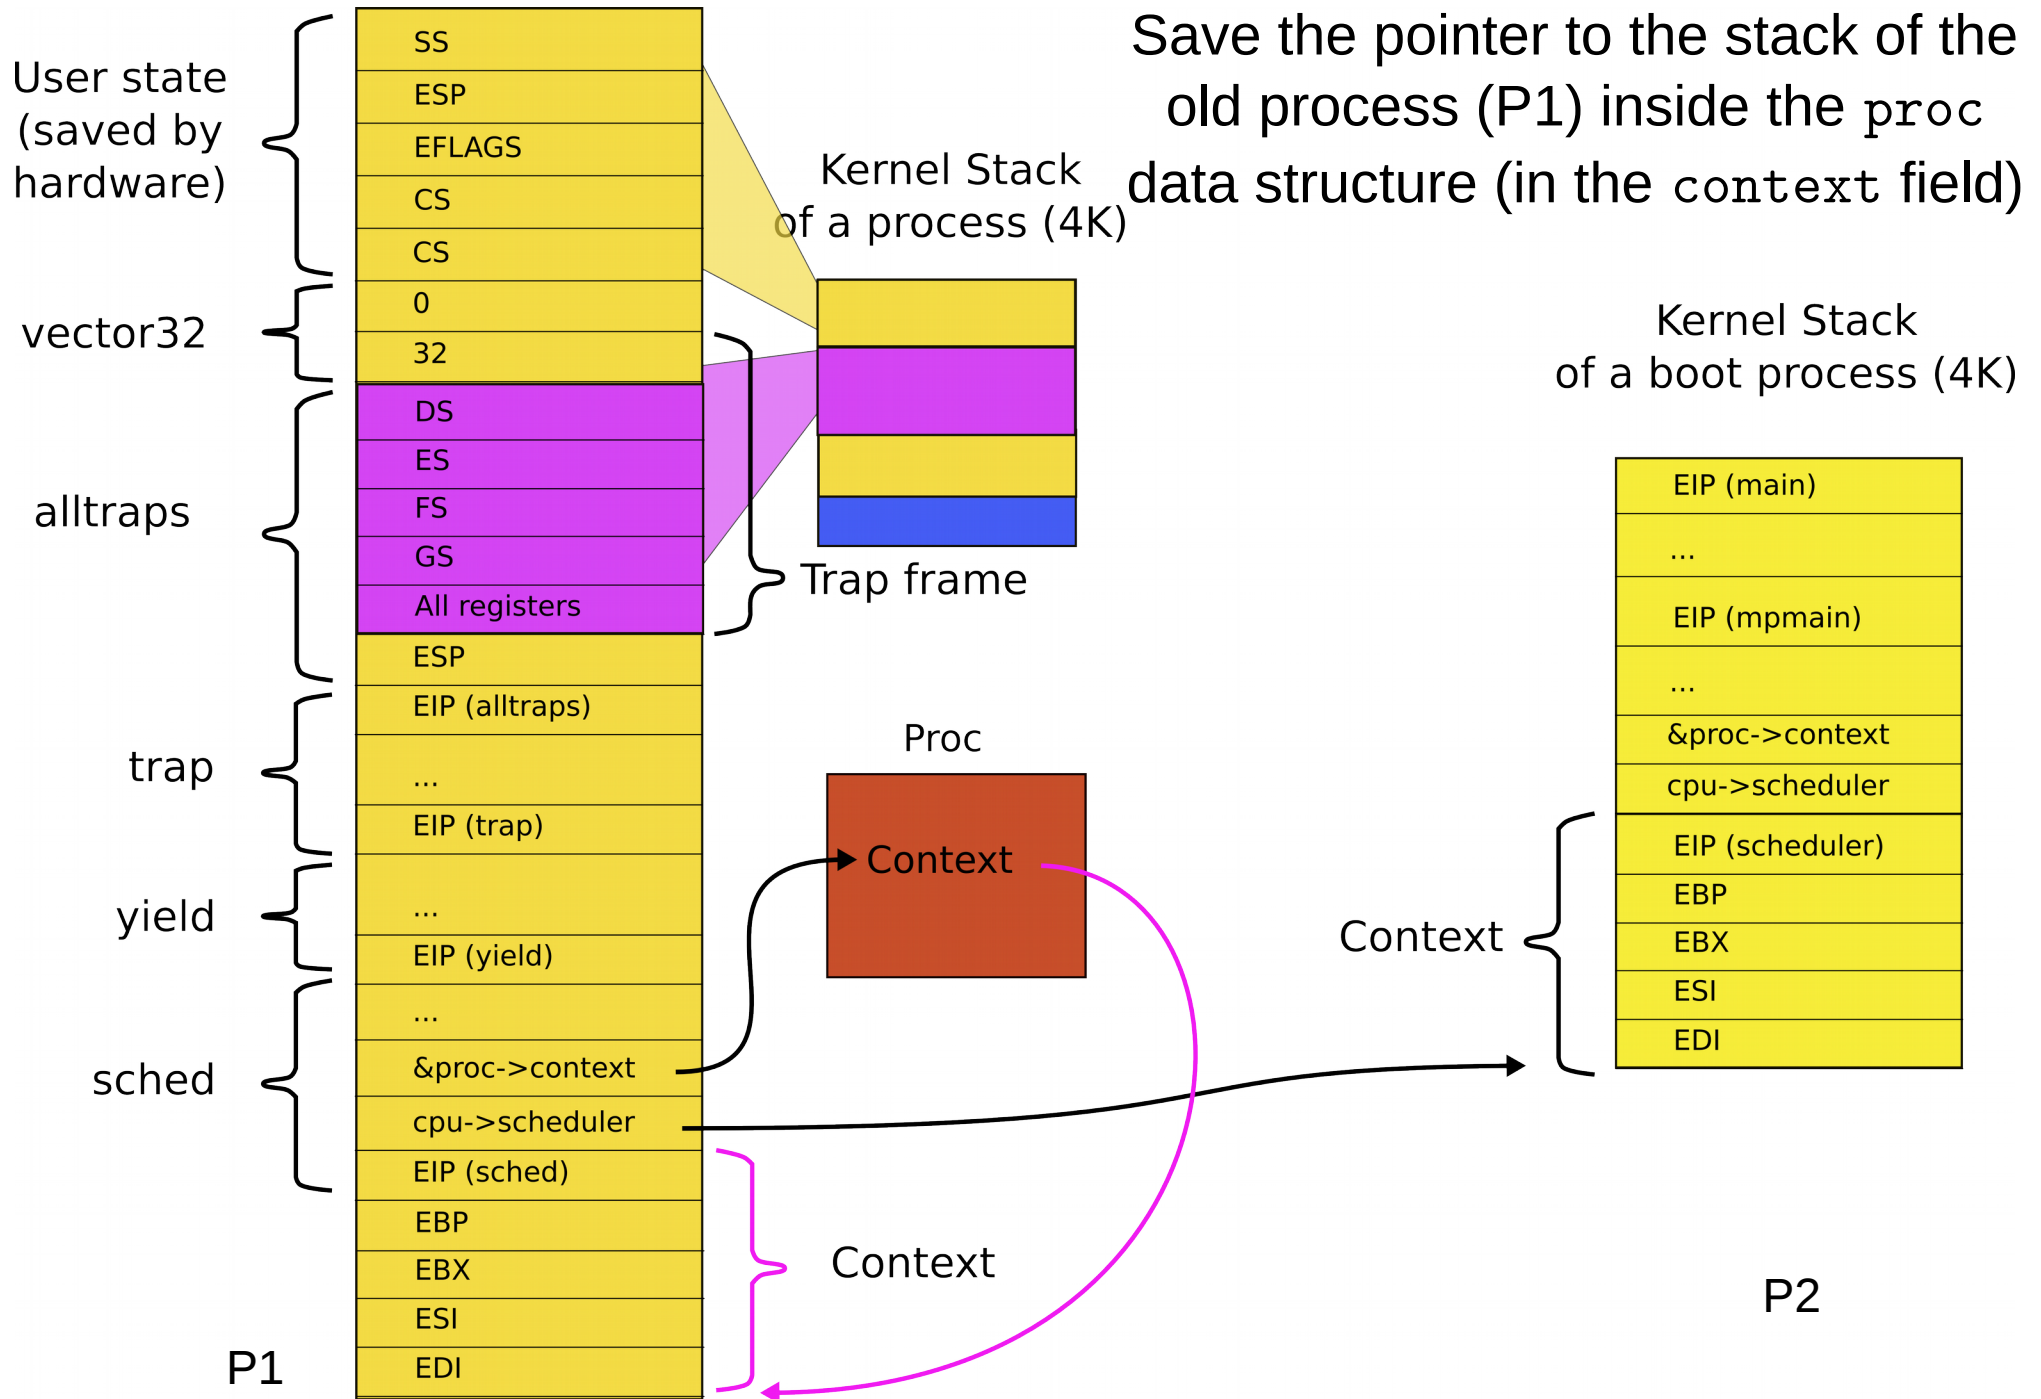 Save the pointer to the stack of the
old process (P1) inside the proc
data structure (in the context field)
User state
(saved by
hardware)
vector32
alltraps
trap
yield
sched
P1
SS
ESP
EFLAGS
CS
CS
0
32
DS
ES
FS
GS
All registers
ESP
EIP (alltraps)
...
EIP (trap)
...
EIP (yield)
...
&proc->context
cpu->scheduler
EIP (sched)
EBP
EBX
ESI
EDI
Kernel Stack
of a process (4K)
Trap frame
Proc
Context
Context
Kernel Stack
of a boot process (4K)
EIP (main)
...
EIP (mpmain)
...
&proc->context
cpu->scheduler
EIP (scheduler)
EBP
EBX
ESI
EDI
Context
P2